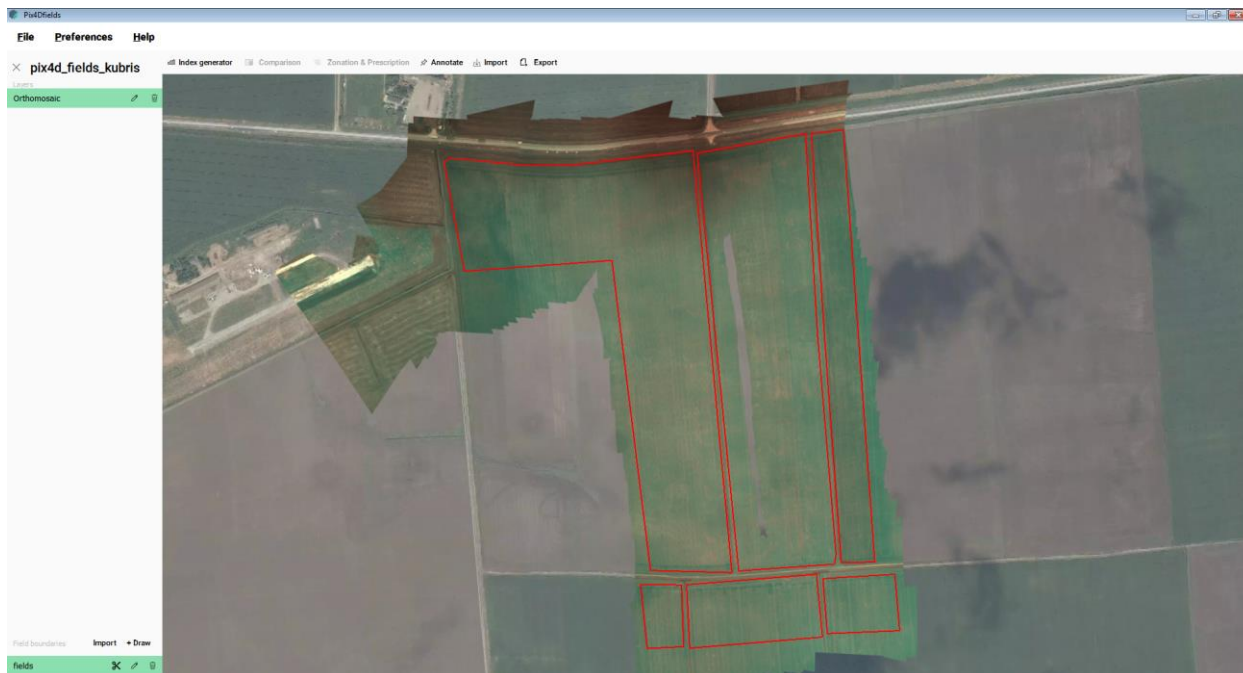 Pix4Dfields
File Preferences Help
pix4d_fields_kubris
Index generator Comparison Zonation & Prescription Annotate Import Export
Layers
Orthomosaic
Field boundaries Import + Draw
fields